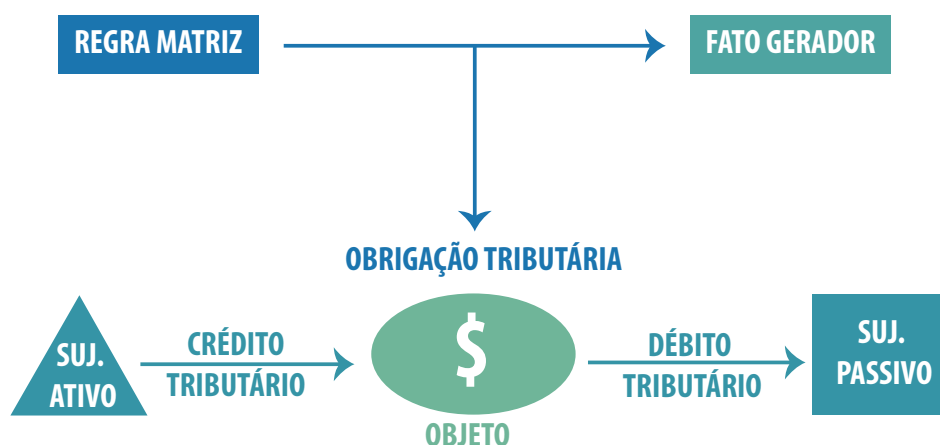 REGRA MATRIZ
FATO GERADOR
OBRIGAÇÃO TRIBUTÁRIA
SUJ.
ATIVO
CRÉDITO
TRIBUTÁRIO
$
OBJETO
DÉBITO
TRIBUTÁRIO
SUJ.
PASSIVO